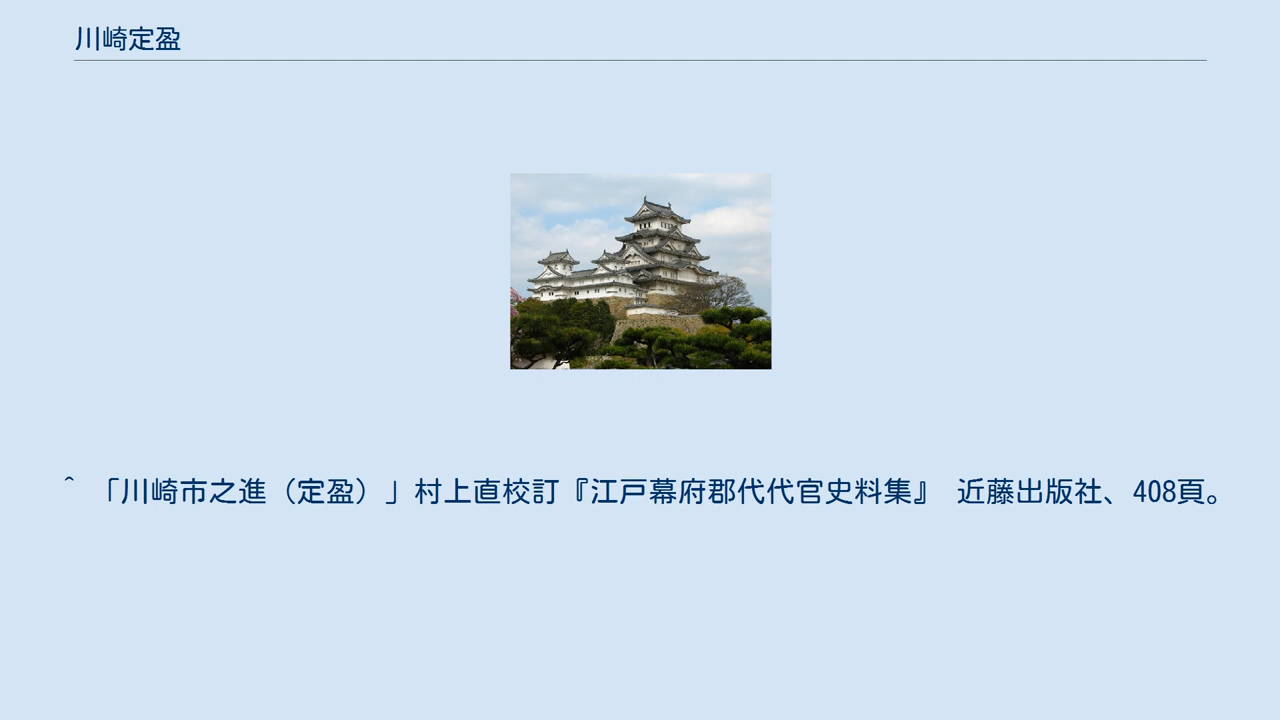 川崎定盈
^ 「川崎市之進（定盈）」村上直校訂『江戸幕府郡代代官史料集』 近藤出版社、408頁。